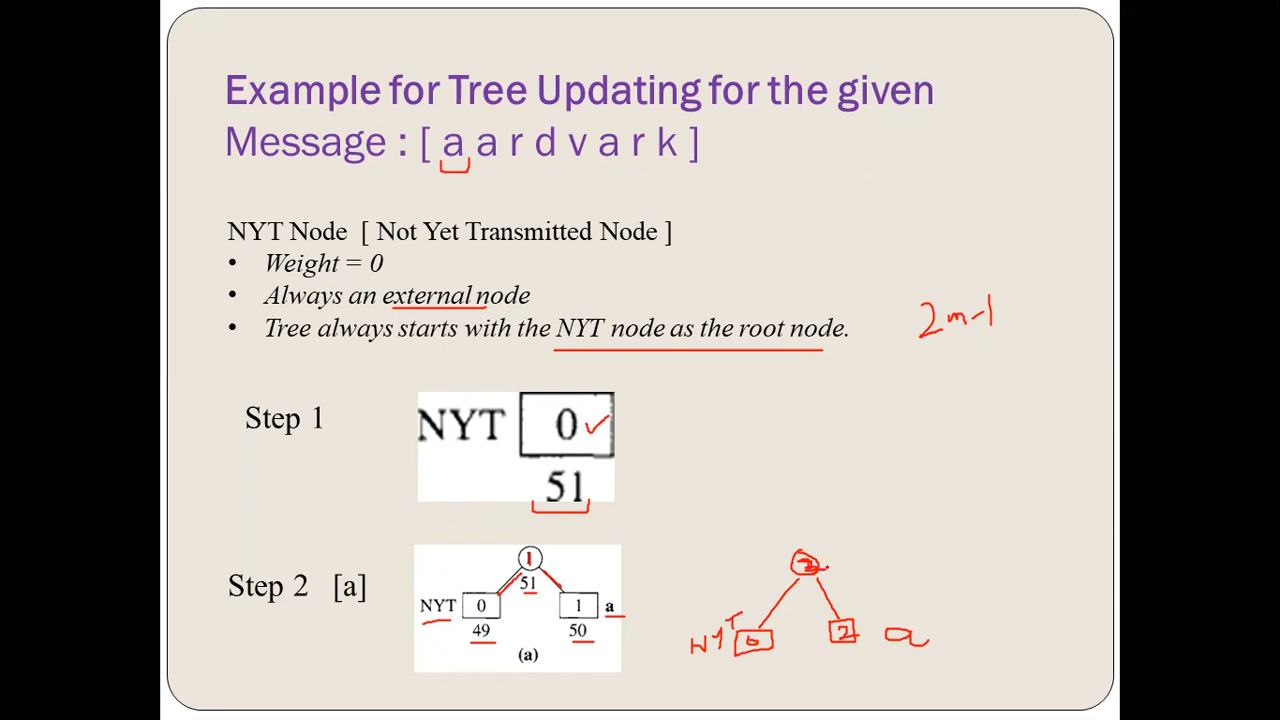 Example for Tree Updating for the given
Message : [ a a r d v a r k ]
NYT Node [ Not Yet Transmitted Node ]
• Weight = 0
• Always an external node
• Tree always starts with the NYT node as the root node.
2m-1
Step 1
NYT 0
51
Step 2 [a]
1
51
NYT 0 1 a
49 50
(a)
2
NYT 0 2 a